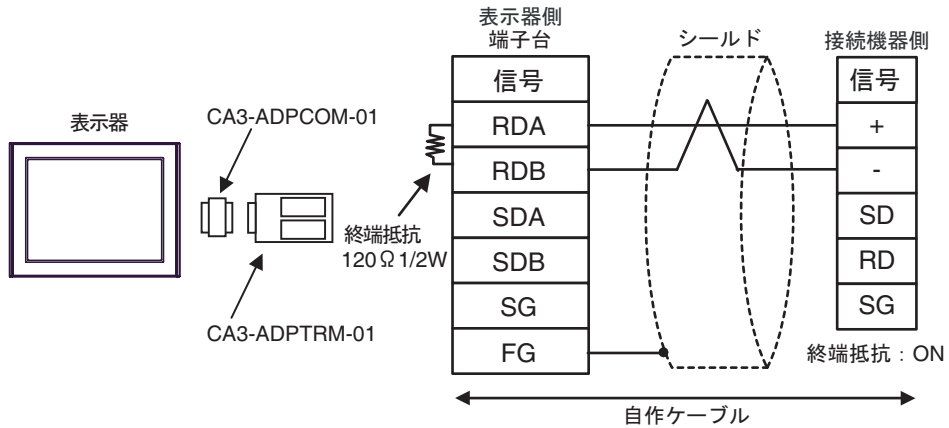 表示器
CA3-ADPCOM-01
CA3-ADPTRM-01
終端抵抗
120Ω 1/2W
表示器側
端子台
信号
RDA
RDB
SDA
SDB
SG
FG
シールド
接続機器側
信号
+
-
SD
RD
SG
終端抵抗：ON
自作ケーブル